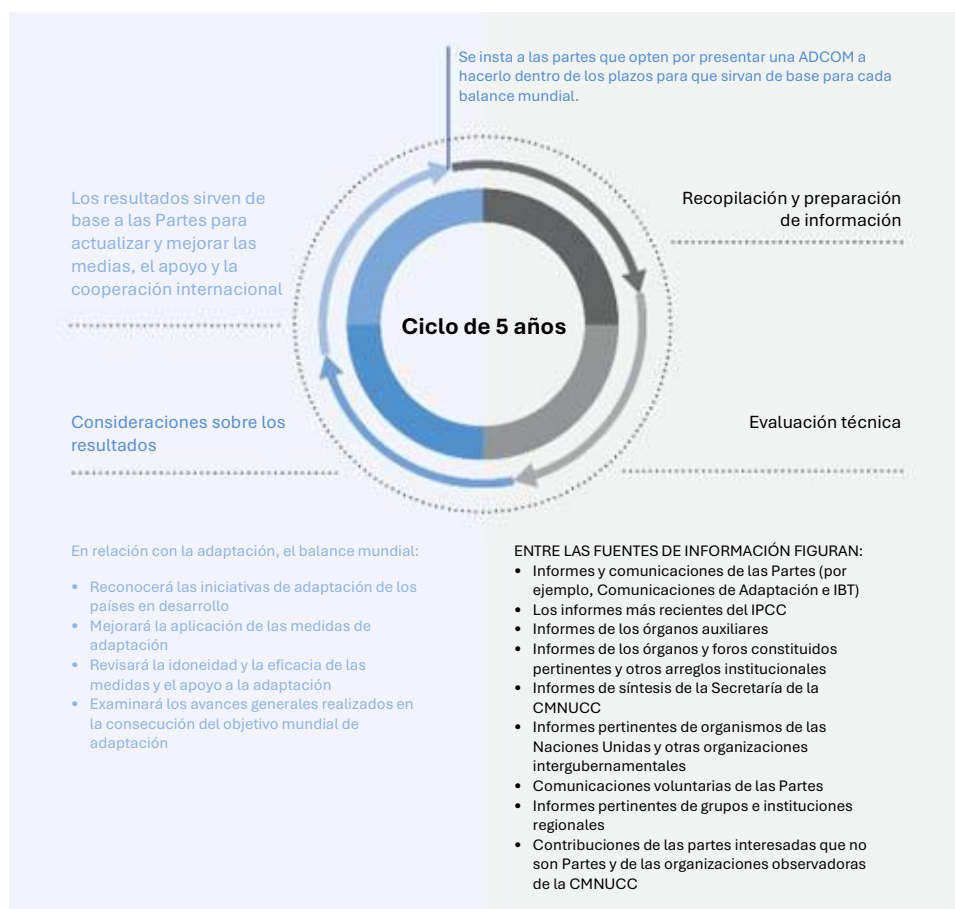 Se insta a las partes que opten por presentar una ADCOM a
hacerlo dentro de los plazos para que sirvan de base para cada
balance mundial.
Los resultados sirven de
base a las Partes para
actualizar y mejorar las
medias, el apoyo y la
cooperación internacional
Recopilación y preparación
de información
Ciclo de 5 años
Consideraciones sobre los
resultados
Evaluación técnica
En relación con la adaptación, el balance mundial:
• Reconocerá las iniciativas de adaptación de los
países en desarrollo
• Mejorará la aplicación de las medidas de
adaptación
• Revisará la idoneidad y la eficacia de las
medidas y el apoyo a la adaptación
• Examinará los avances generales realizados en
la consecución del objetivo mundial de
adaptación
ENTRE LAS FUENTES DE INFORMACIÓN FIGURAN:
• Informes y comunicaciones de las Partes (por
ejemplo, Comunicaciones de Adaptación e IBT)
• Los informes más recientes del IPCC
• Informes de los órganos auxiliares
• Informes de los órganos y foros constituidos
pertinentes y otros arreglos institucionales
• Informes de síntesis de la Secretaría de la
CMNUCC
• Informes pertinentes de organismos de las
Naciones Unidas y otras organizaciones
intergubernamentales
• Comunicaciones voluntarias de las Partes
• Informes pertinentes de grupos e instituciones
regionales
• Contribuciones de las partes interesadas que no
son Partes y de las organizaciones observadoras
de la CMNUCC